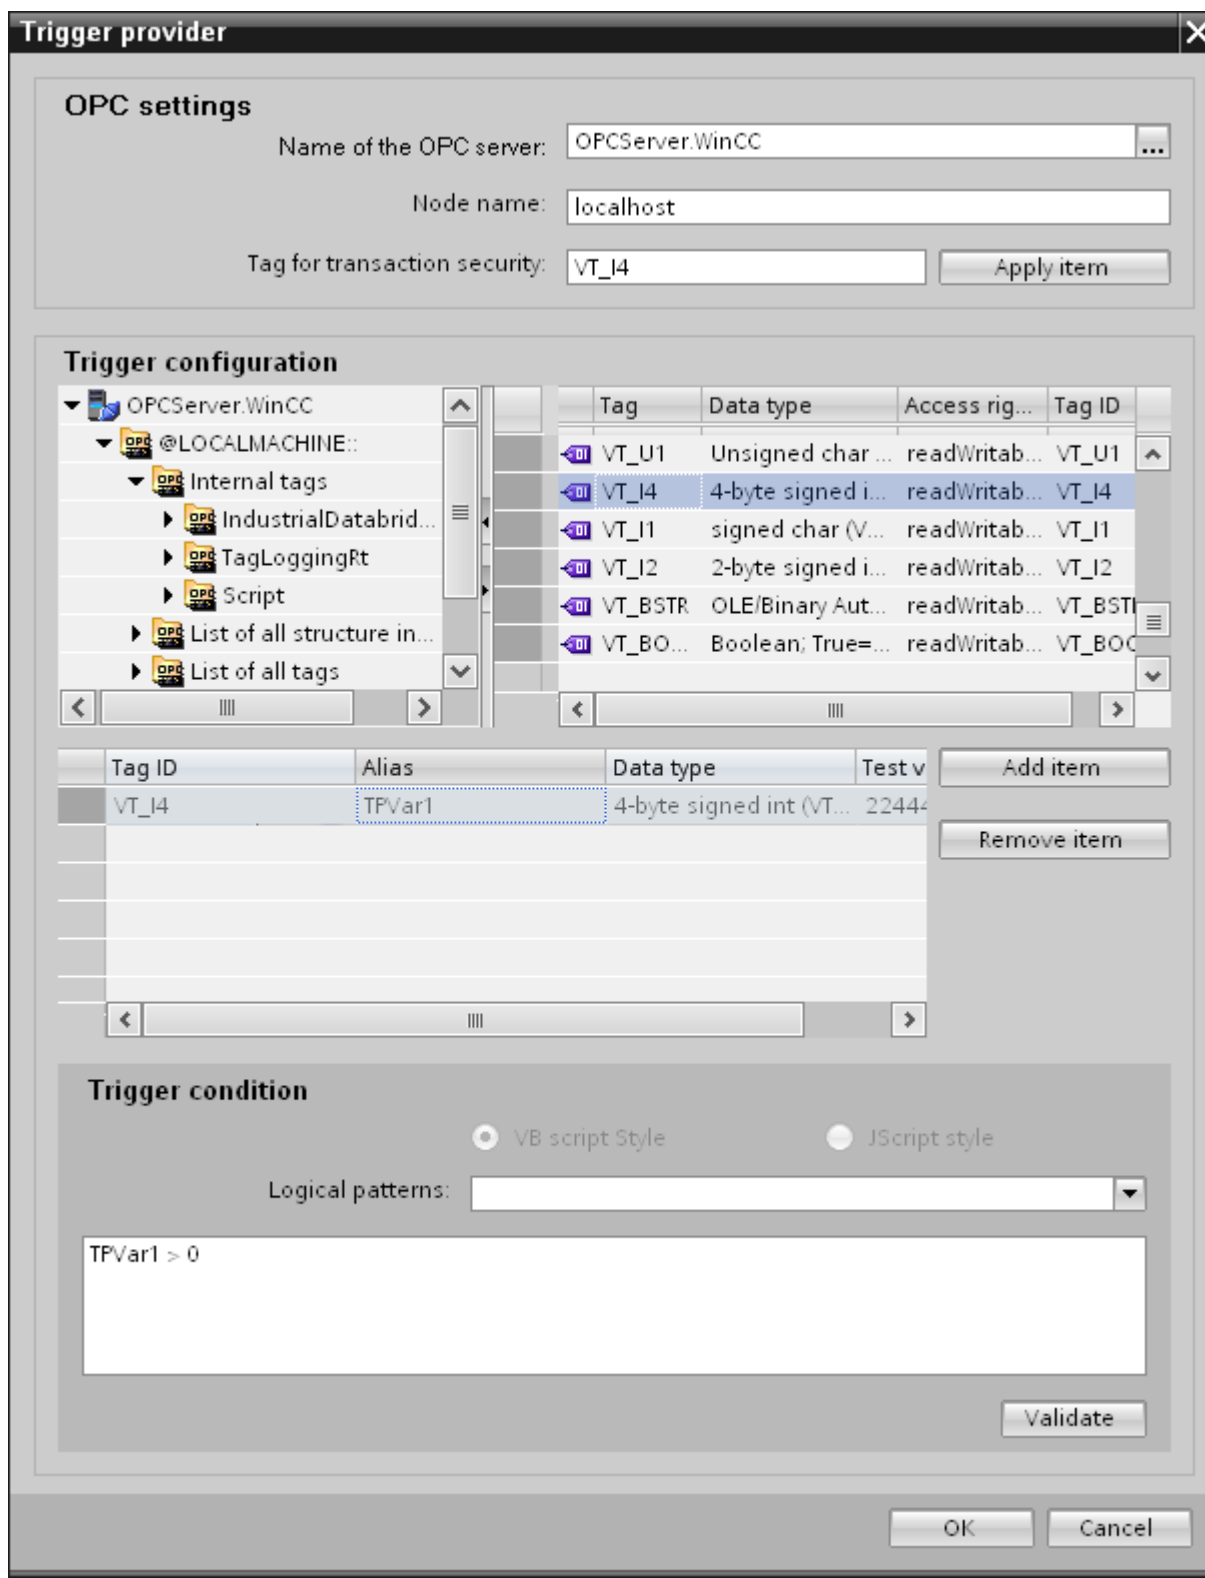 Trigger provider
OPC settings
Name of the OPC server: OPCServer.WinCC ...
Node name: localhost
Tag for transaction security: VT_I4 Apply item
Trigger configuration
OPCServer.WinCC
@LOCALMACHINE::
Internal tags
IndustrialDatabrid...
TagLoggingRt
Script
List of all structure in...
List of all tags
Tag Data type Access rig... Tag ID
VT_U1 Unsigned char ... readWritab... VT_U1
VT_I4 4-byte signed i... readWritab... VT_I4
VT_I1 signed char (V... readWritab... VT_I1
VT_I2 2-byte signed i... readWritab... VT_I2
VT_BSTR OLE/Binary Aut... readWritab... VT_BST
VT_BO... Boolean; True=... readWritab... VT_BOO
Tag ID Alias Data type Test v
VT_I4 TPVar1 4-byte signed int (VT... 22444
Add item
Remove item
Trigger condition
VB script Style JScript style
Logical patterns:
TPVar1 > 0
Validate
OK Cancel